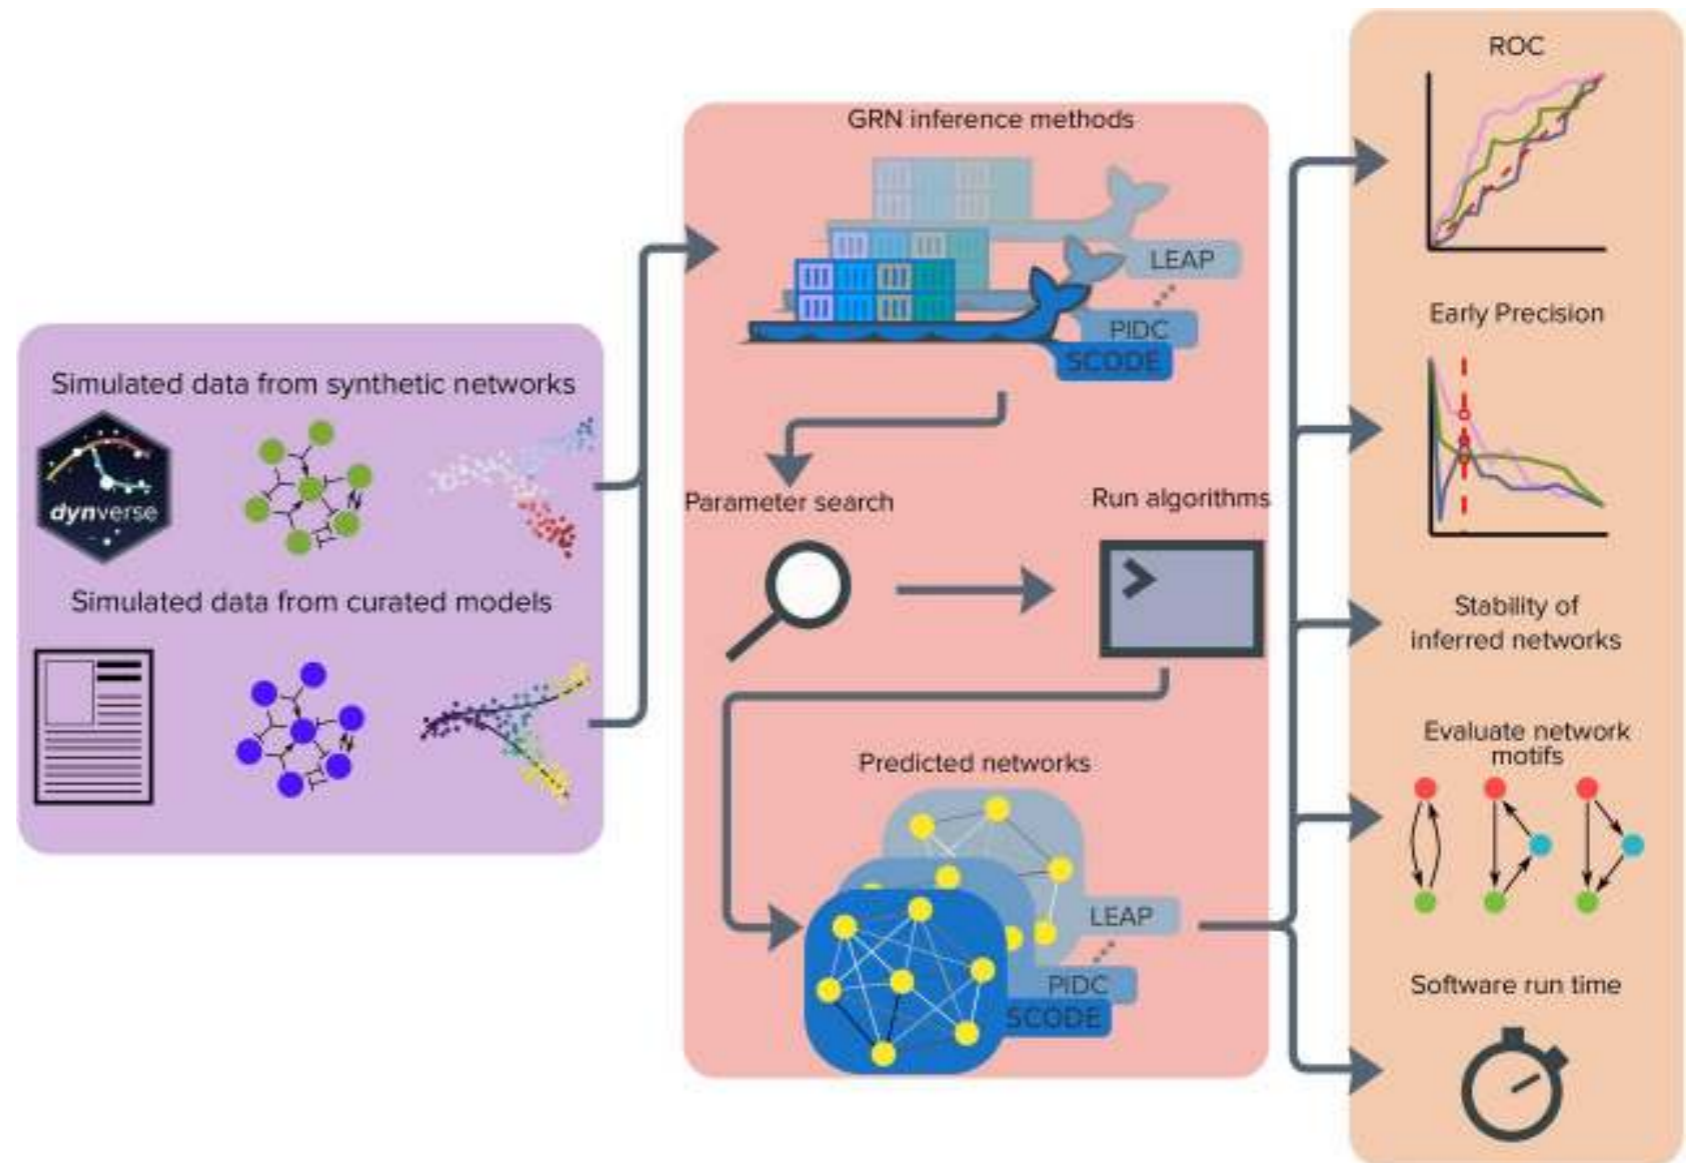 Simulated data from synthetic networks
dynverse
Simulated data from curated models
GRN inference methods
LEAP
PIDC
SCODE
Parameter search
Run algorithms
Predicted networks
LEAP
PIDC
SCODE
ROC
Early Precision
Stability of
inferred networks
Evaluate network
motifs
Software run time